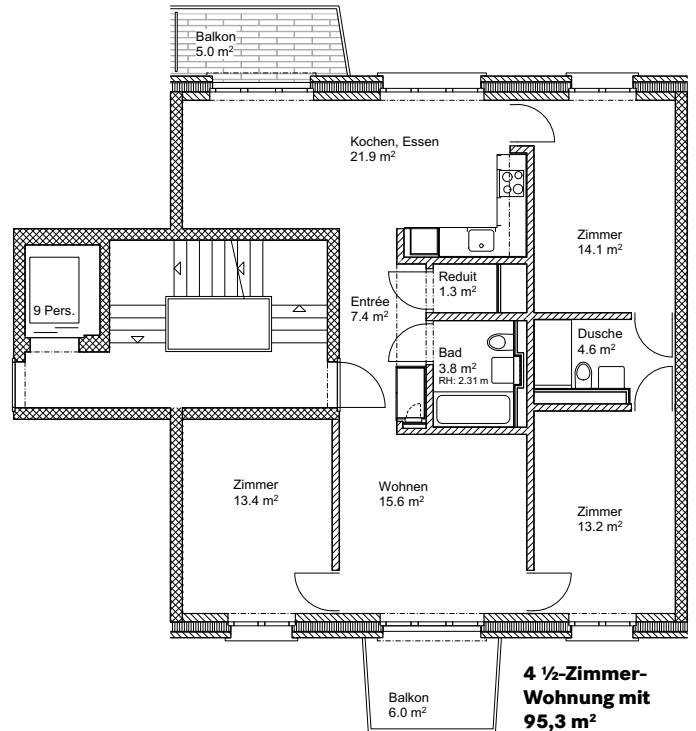 Balkon
5.0 m²
Kochen, Essen
21.9 m²
Zimmer
14.1 m²
Reduit
1.3 m²
Entrée
7.4 m²
9 Pers.
Bad
3.8 m²
RH: 2.31 m
Dusche
4.6 m²
Zimmer
13.4 m²
Wohnen
15.6 m²
Zimmer
13.2 m²
Balkon
6.0 m²
4 ½-Zimmer-
Wohnung mit
95,3 m²